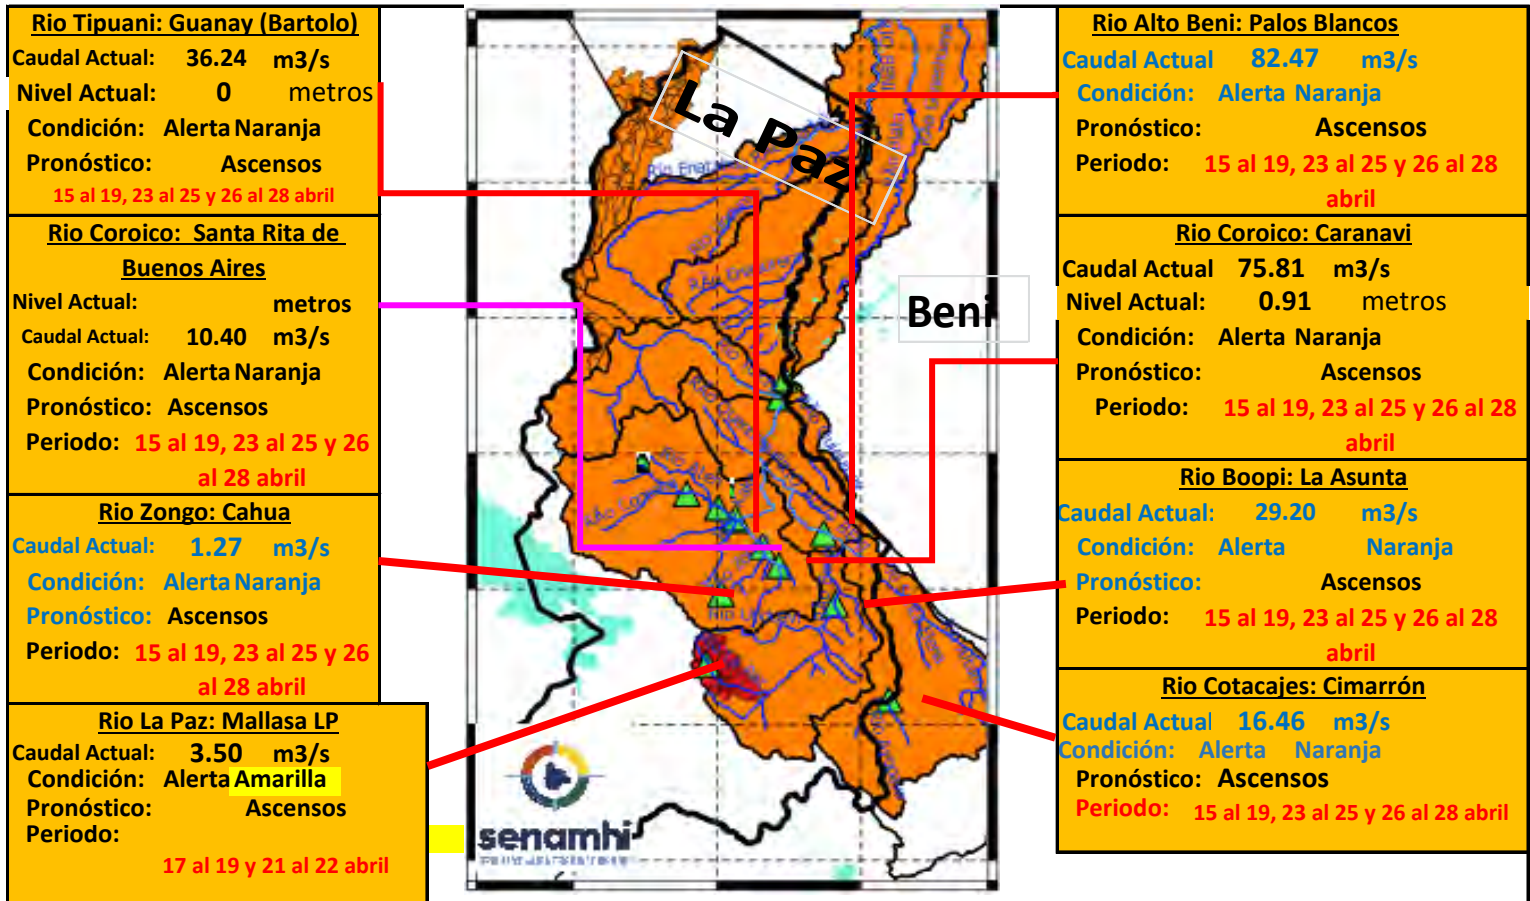 Rio Tipuani: Guanay (Bartolo)
Caudal Actual: 36.24 m3/s
Nivel Actual: 0 metros
Condición: Alerta Naranja
Pronóstico: Ascensos
15 al 19, 23 al 25 y 26 al 28 abril
Rio Coroico: Santa Rita de
Buenos Aires
Nivel Actual: metros
Caudal Actual: 10.40 m3/s
Condición: Alerta Naranja
Pronóstico: Ascensos
Periodo: 15 al 19, 23 al 25 y 26
al 28 abril
Rio Zongo: Cahua
Caudal Actual: 1.27 m3/s
Condición: Alerta Naranja
Pronóstico: Ascensos
Periodo: 15 al 19, 23 al 25 y 26
al 28 abril
Rio La Paz: Mallasa LP
Caudal Actual: 3.50 m3/s
Condición: Alerta Amarilla
Pronóstico: Ascensos
Periodo:
17 al 19 y 21 al 22 abril
La Paz
Beni
senamhi
Rio Alto Beni: Palos Blancos
Caudal Actual 82.47 m3/s
Condición: Alerta Naranja
Pronóstico: Ascensos
Periodo: 15 al 19, 23 al 25 y 26 al 28
abril
Rio Coroico: Caranavi
Caudal Actual 75.81 m3/s
Nivel Actual: 0.91 metros
Condición: Alerta Naranja
Pronóstico: Ascensos
Periodo: 15 al 19, 23 al 25 y 26 al 28
abril
Rio Boopi: La Asunta
Caudal Actual: 29.20 m3/s
Condición: Alerta Naranja
Pronóstico: Ascensos
Periodo: 15 al 19, 23 al 25 y 26 al 28
abril
Rio Cotacajes: Cimarrón
Caudal Actual 16.46 m3/s
Condición: Alerta Naranja
Pronóstico: Ascensos
Periodo: 15 al 19, 23 al 25 y 26 al 28 abril